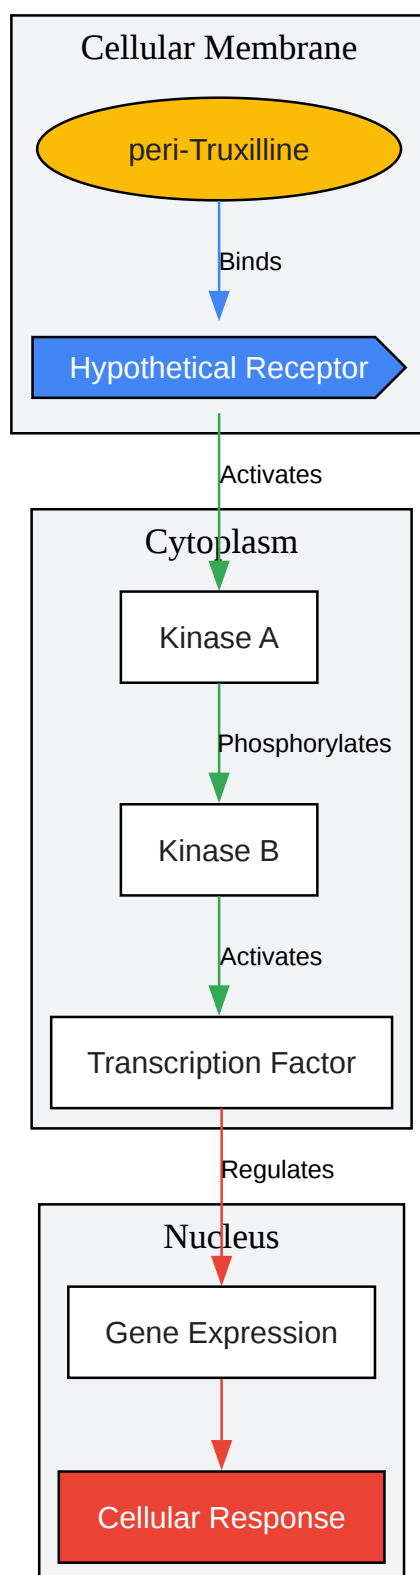 Cellular Membrane
peri-Truxilline
Binds
Hypothetical Receptor
Activates
Cytoplasm
Kinase A
Phosphorylates
Kinase B
Activates
Transcription Factor
Regulates
Nucleus
Gene Expression
Cellular Response